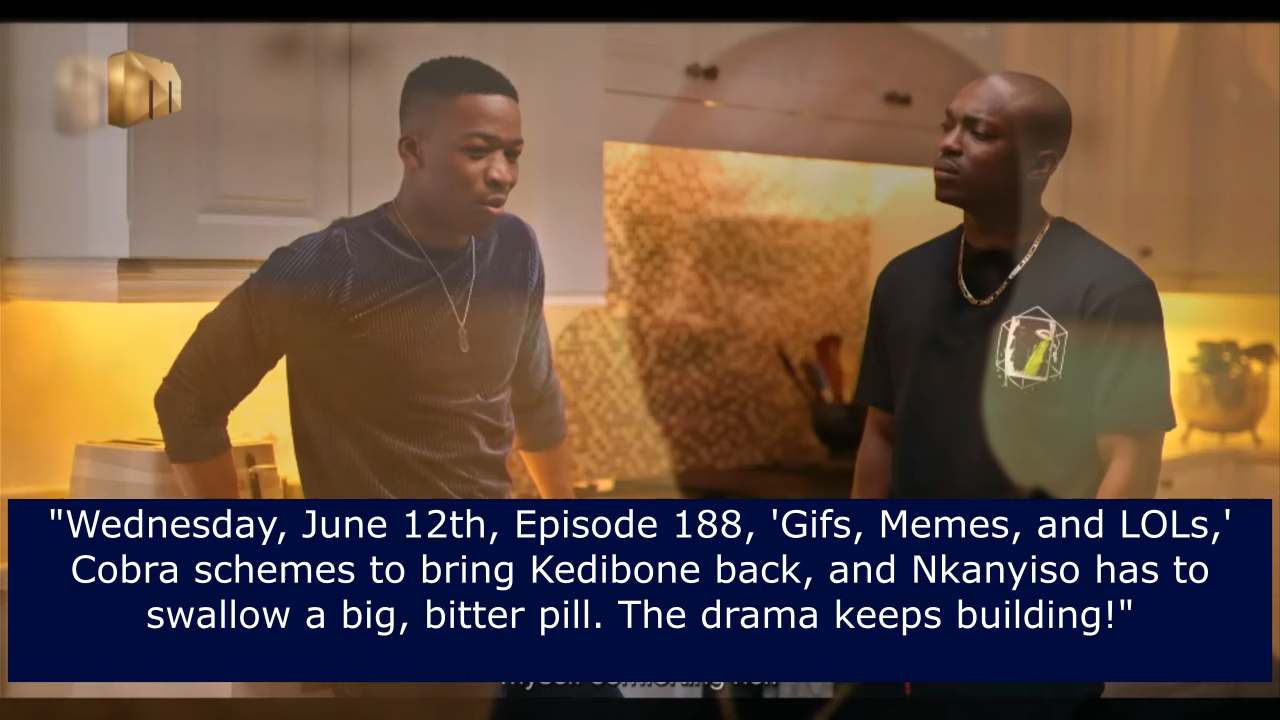 m
"Wednesday, June 12th, Episode 188, 'Gifs, Memes, and LOLs,'
Cobra schemes to bring Kedibone back, and Nkanyiso has to
swallow a big, bitter pill. The drama keeps building!"